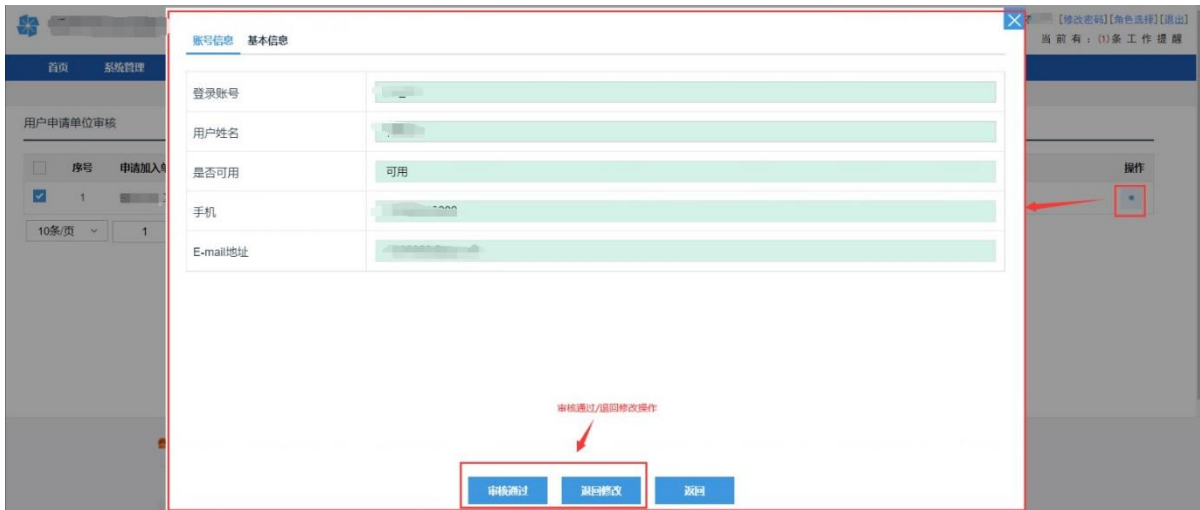 [修改密码][角色选择][退出]
当前有：(1)条工作提醒
首页 系统管理
账号信息 基本信息
登录账号
用户申请单位审核
用户姓名
序号 申请加入单 操作
是否可用 可用
1
手机
10条/页 1
E-mail地址
审核通过/退回修改操作
审核通过 退回修改 返回